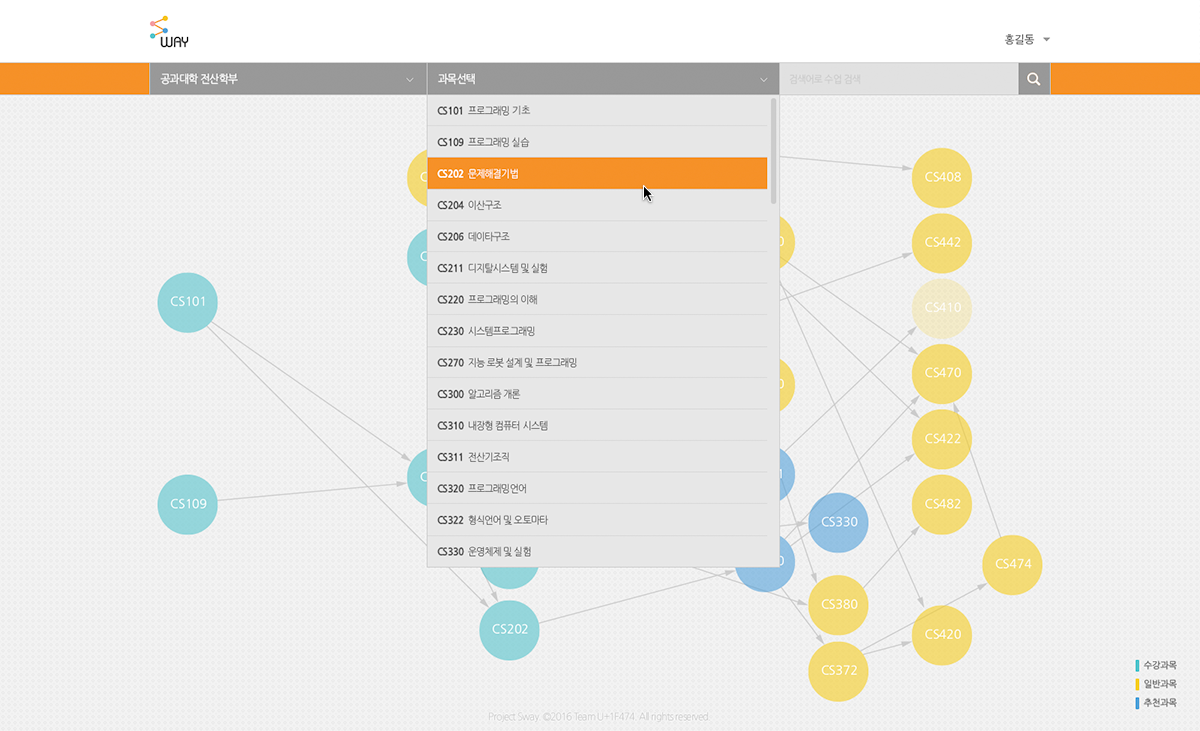 WAY
홍길동
공과대학 전산학부
과목선택
검색어로 수업 검색
CS101 프로그래밍 기초
CS109 프로그래밍 실습
CS202 문제해결기법
CS204 이산구조
CS206 데이타구조
CS211 디지탈시스템 및 실험
CS220 프로그래밍의 이해
CS230 시스템프로그래밍
CS270 지능 로봇 설계 및 프로그래밍
CS300 알고리즘 개론
CS310 내장형 컴퓨터 시스템
CS311 전산기조직
CS320 프로그래밍언어
CS322 형식언어 및 오토마타
CS330 운영체제 및 실험
CS101
CS109
CS202
CS330
CS380
CS372
CS408
CS442
CS410
CS470
CS422
CS482
CS474
CS420
수강과목
일반과목
추천과목
Project 5way. ©2016 Team U+1F474. All rights reserved.